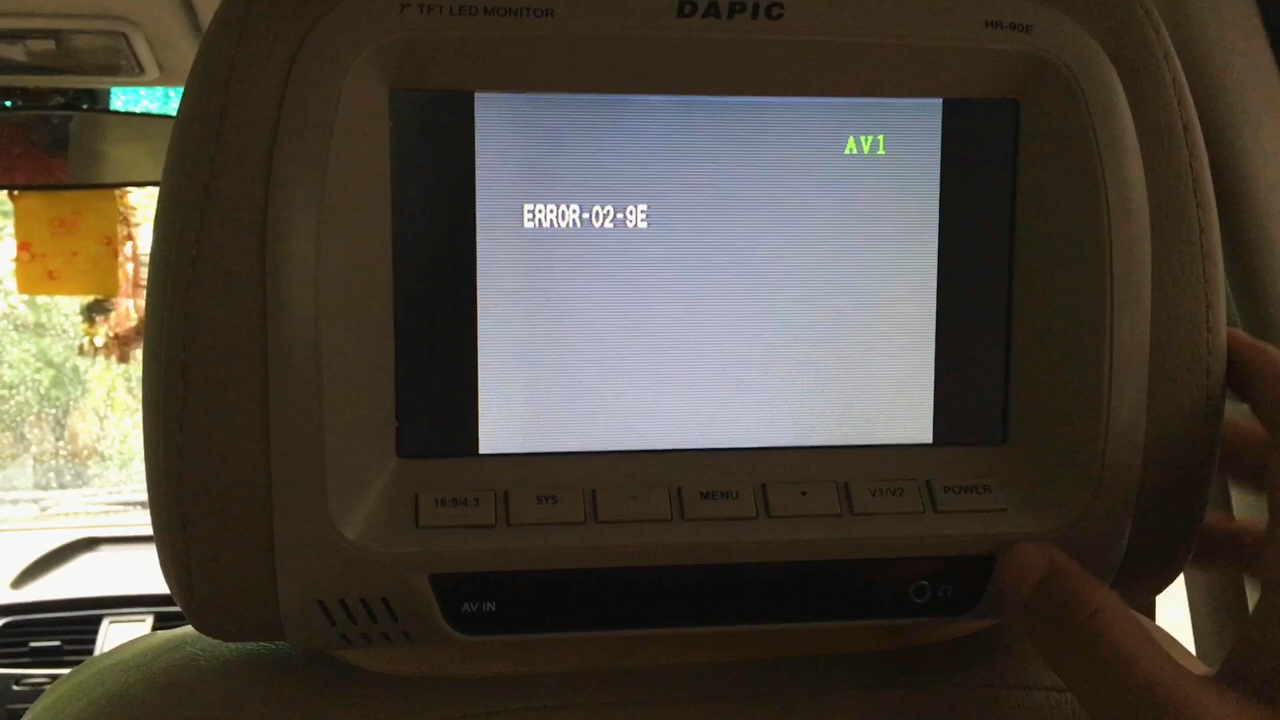 7" TFT LED MONITOR
DAPIC
HR-90E
AV1
ERROR-02-9E
16:9/4:3
SYS
-
MENU
+
V1/V2
POWER
AV IN